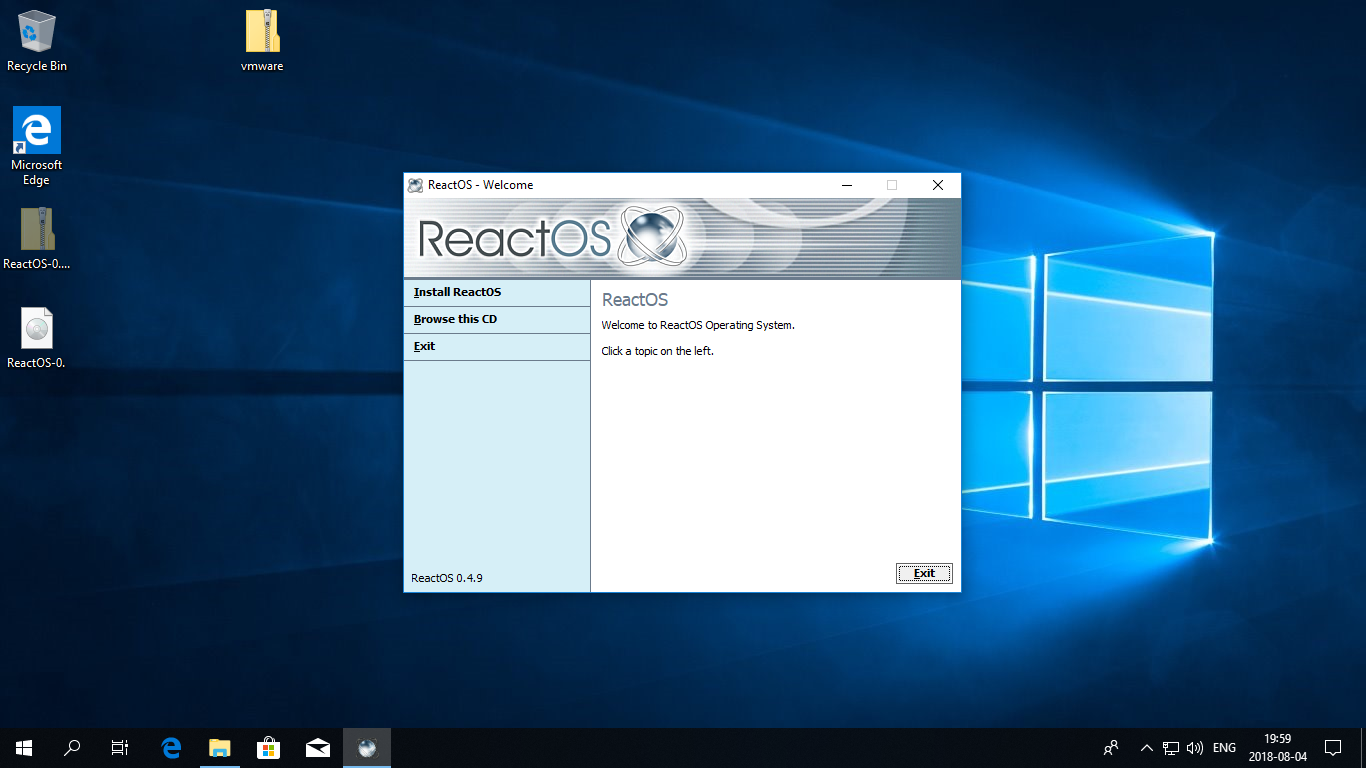 Recycle Bin
vmware
Microsoft
Edge
ReactOS-0....
ReactOS-0.
ReactOS - Welcome
ReactOS
Install ReactOS
Browse this CD
Exit
ReactOS 0.4.9
ReactOS
Welcome to ReactOS Operating System.
Click a topic on the left.
Exit
ENG
19:59
2018-08-04